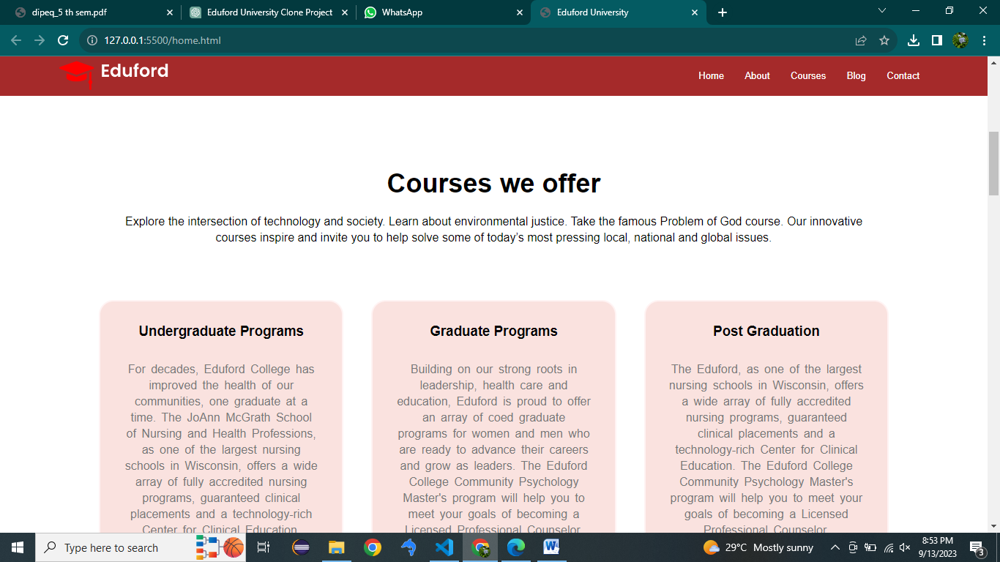 dipeq_5 th sem.pdf
Eduford University Clone Project
WhatsApp
Eduford University
127.0.0.1:5500/home.html
Eduford
Home About Courses Blog Contact
Courses we offer
Explore the intersection of technology and society. Learn about environmental justice. Take the famous Problem of God course. Our innovative
courses inspire and invite you to help solve some of today’s most pressing local, national and global issues.
Undergraduate Programs
For decades, Eduford College has
improved the health of our
communities, one graduate at a
time. The JoAnn McGrath School
of Nursing and Health Professions,
as one of the largest nursing
schools in Wisconsin, offers a wide
array of fully accredited nursing
programs, guaranteed clinical
placements and a technology-rich
Center for Clinical Education
Graduate Programs
Building on our strong roots in
leadership, health care and
education, Eduford is proud to offer
an array of coed graduate
programs for women and men who
are ready to advance their careers
and grow as leaders. The Eduford
College Community Psychology
Master's program will help you to
meet your goals of becoming a
Licensed Professional Counselor
Post Graduation
The Eduford, as one of the largest
nursing schools in Wisconsin, offers
a wide array of fully accredited
nursing programs, guaranteed
clinical placements and a
technology-rich Center for Clinical
Education. The Eduford College
Community Psychology Master's
program will help you to meet your
goals of becoming a Licensed
Professional Counselor
Type here to search
29°C Mostly sunny
8:53 PM
9/13/2023
3